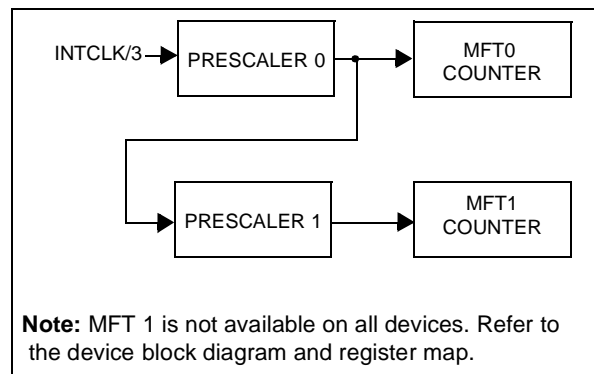 INTCLK/3
PRESCALER 0
MFT0
COUNTER
PRESCALER 1
MFT1
COUNTER
Note: MFT 1 is not available on all devices. Refer to
the device block diagram and register map.